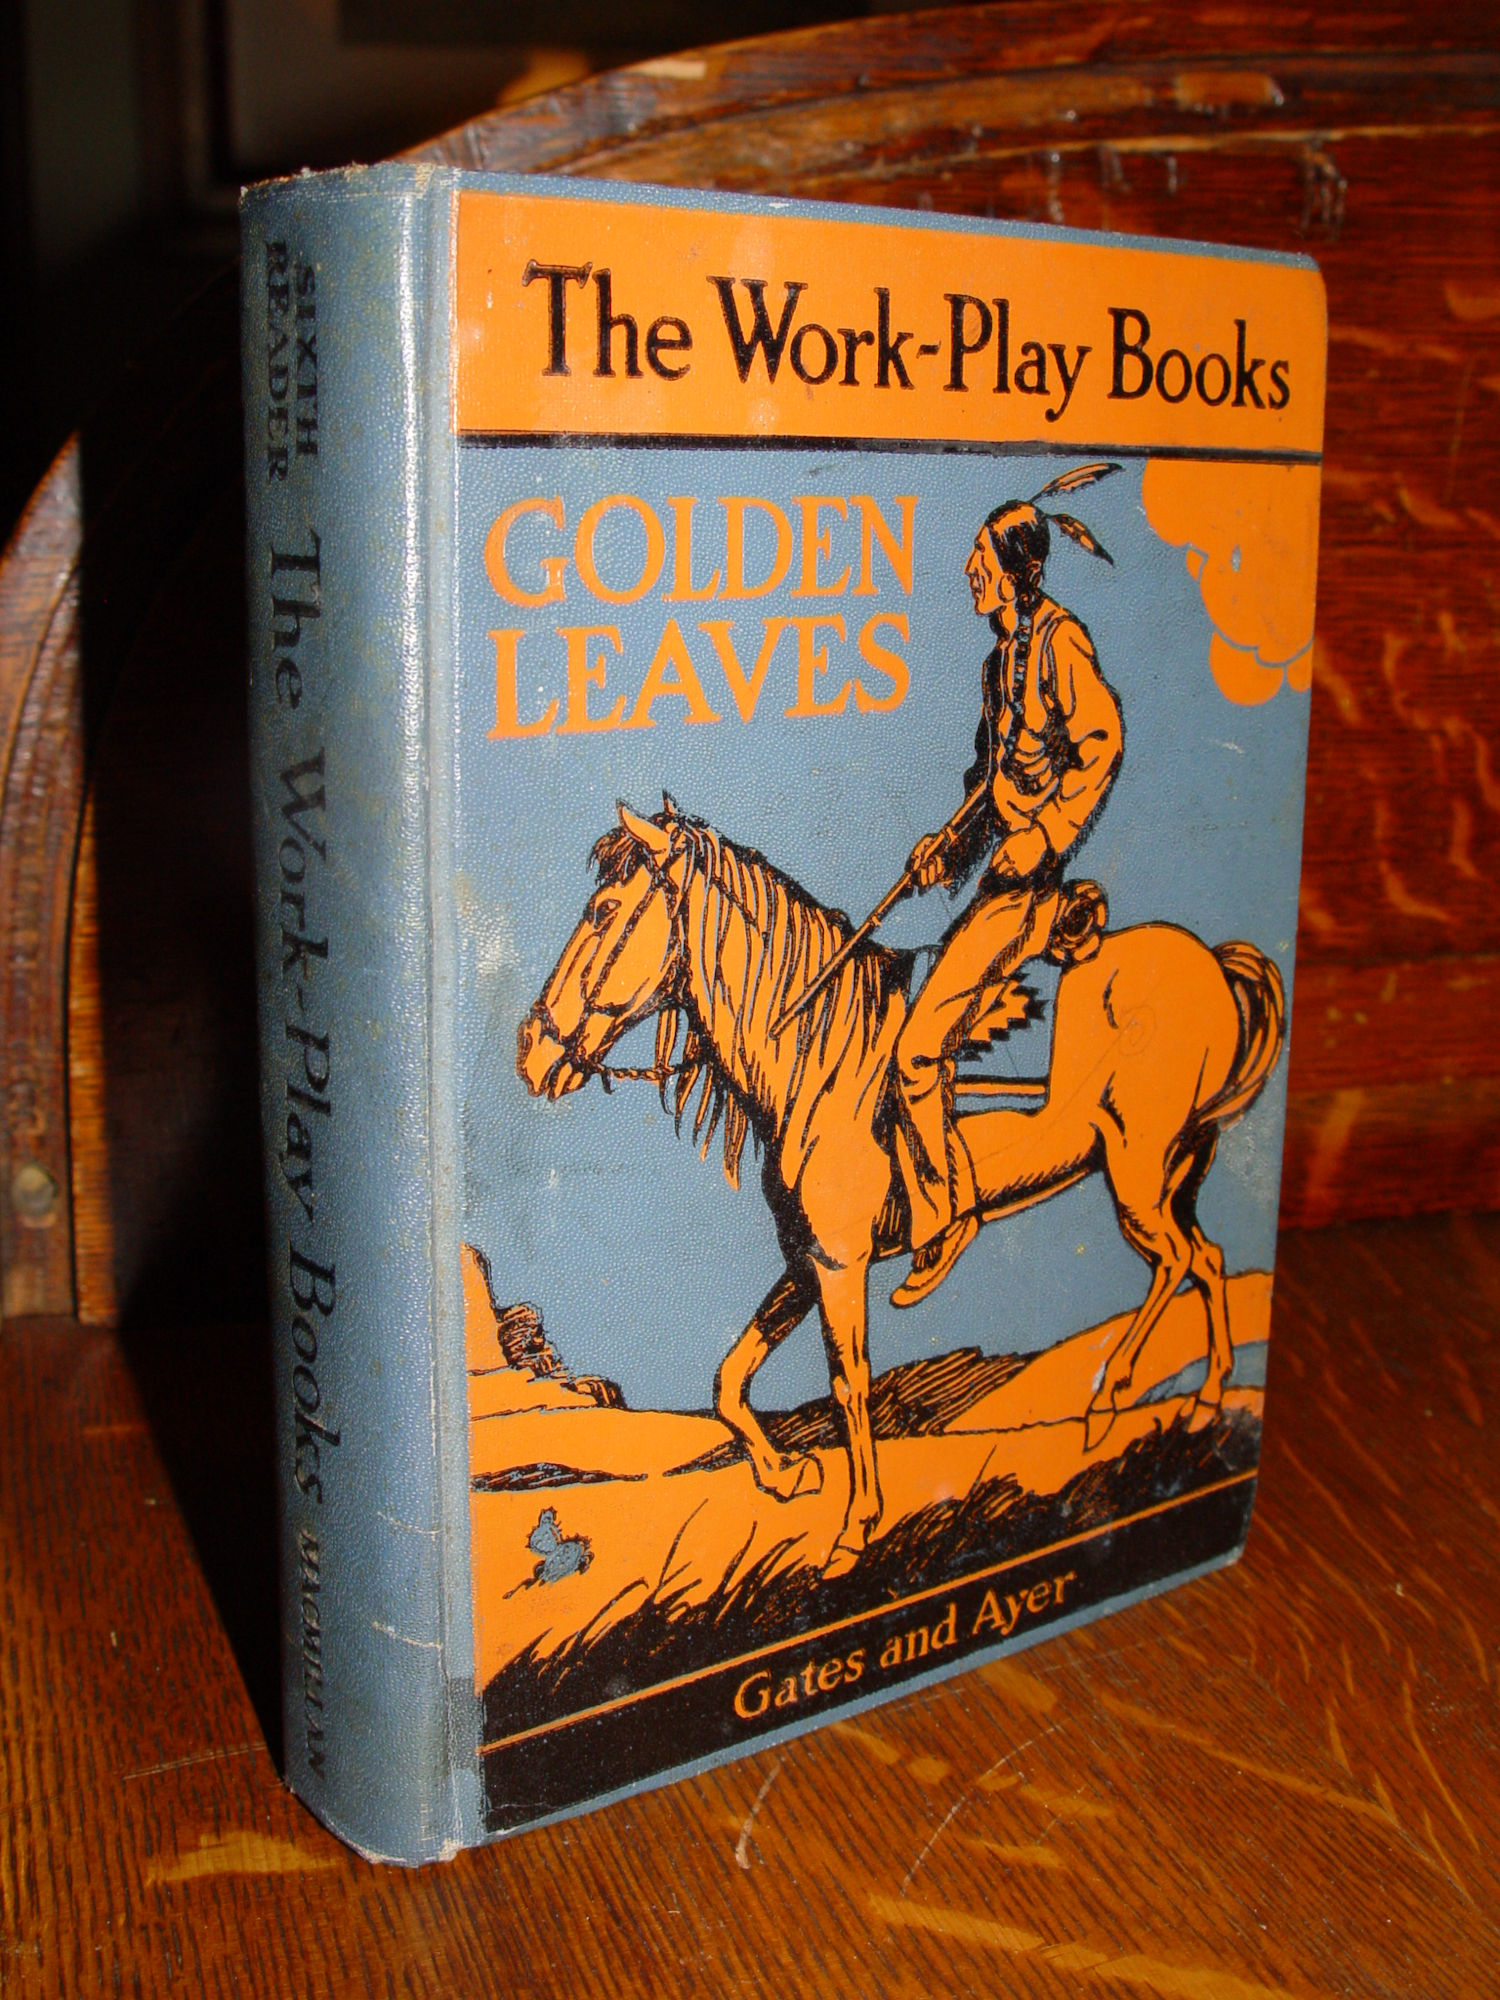 SIXTH
READER
The Work-Play Books
MACMILLAN
The Work-Play Books
GOLDEN
LEAVES
Gates and Ayer